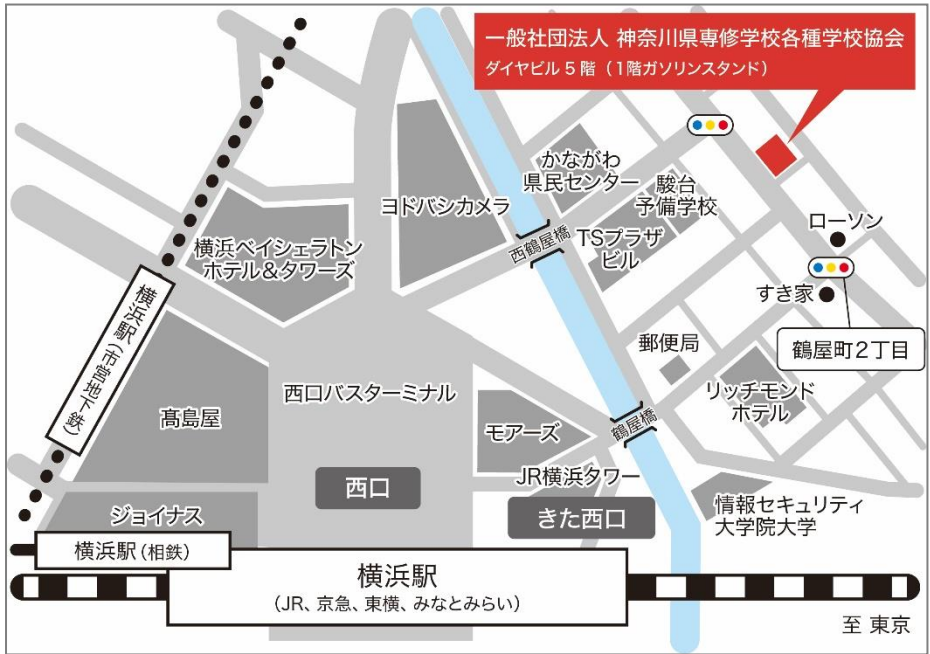 一般社団法人 神奈川県専修学校各種学校協会
ダイヤビル 5 階（1階ガソリンスタンド）
かながわ
県民センター
駿台
予備学校
ヨドバシカメラ
ローソン
西鶴屋橋
TSプラザ
ビル
横浜ベイシェラトン
ホテル&タワーズ
すき家
横浜駅（市営地下鉄）
郵便局
鶴屋町2丁目
西口バスターミナル
リッチモンド
ホテル
髙島屋
モアーズ
鶴屋橋
西口
JR横浜タワー
きた西口
情報セキュリティ
大学院大学
ジョイナス
横浜駅（相鉄）
横浜駅
（JR、京急、東横、みなとみらい）
至 東京